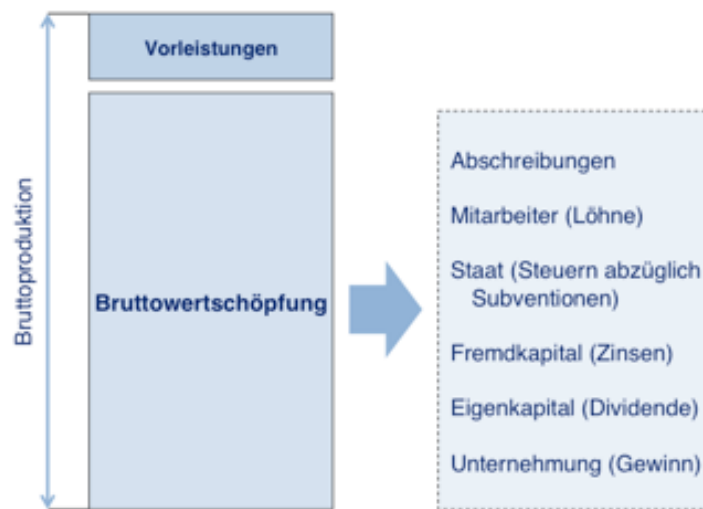 Vorleistungen
Bruttoproduktion
Bruttowertschöpfung
Abschreibungen
Mitarbeiter (Löhne)
Staat (Steuern abzüglich
Subventionen)
Fremdkapital (Zinsen)
Eigenkapital (Dividende)
Unternehmung (Gewinn)